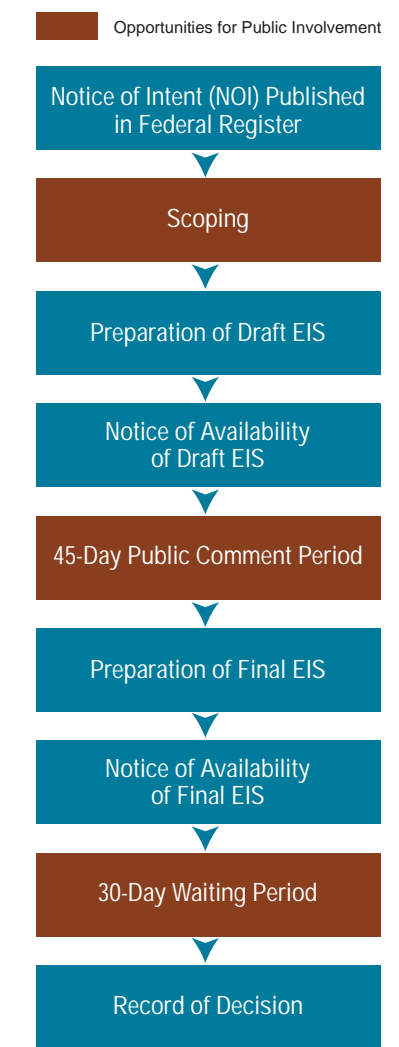 Opportunities for Public Involvement
Notice of Intent (NOI) Published
in Federal Register
Scoping
Preparation of Draft EIS
Notice of Availability
of Draft EIS
45-Day Public Comment Period
Preparation of Final EIS
Notice of Availability
of Final EIS
30-Day Waiting Period
Record of Decision